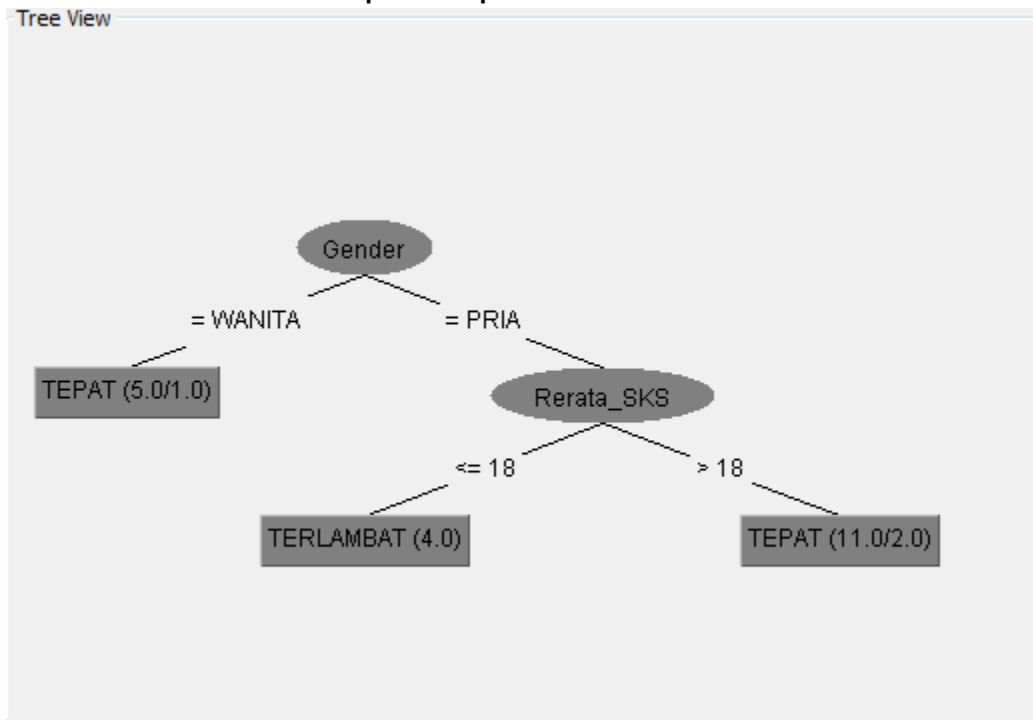 Tree View
Gender
= WANITA
= PRIA
TEPAT (5.0/1.0)
Rerata_SKS
<= 18
> 18
TERLAMBAT (4.0)
TEPAT (11.0/2.0)